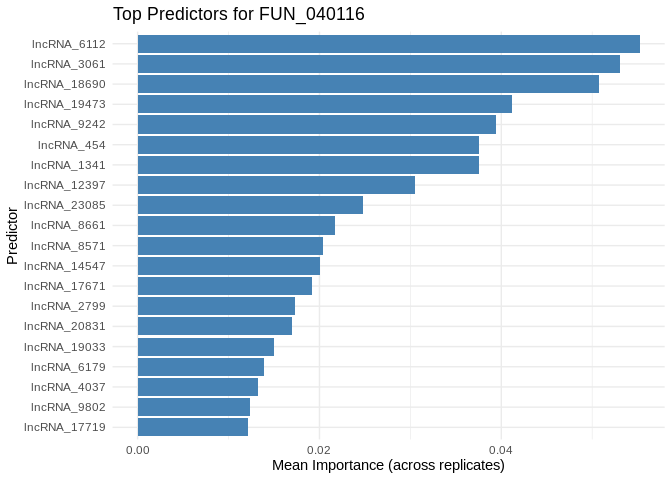 Top Predictors for FUN_040116
lncRNA_6112
lncRNA_3061
lncRNA_18690
lncRNA_19473
lncRNA_9242
lncRNA_454
lncRNA_1341
lncRNA_12397
lncRNA_23085
lncRNA_8661
lncRNA_8571
lncRNA_14547
lncRNA_17671
lncRNA_2799
lncRNA_20831
lncRNA_19033
lncRNA_6179
lncRNA_4037
lncRNA_9802
lncRNA_17719
Predictor
0.00 0.02 0.04
Mean Importance (across replicates)